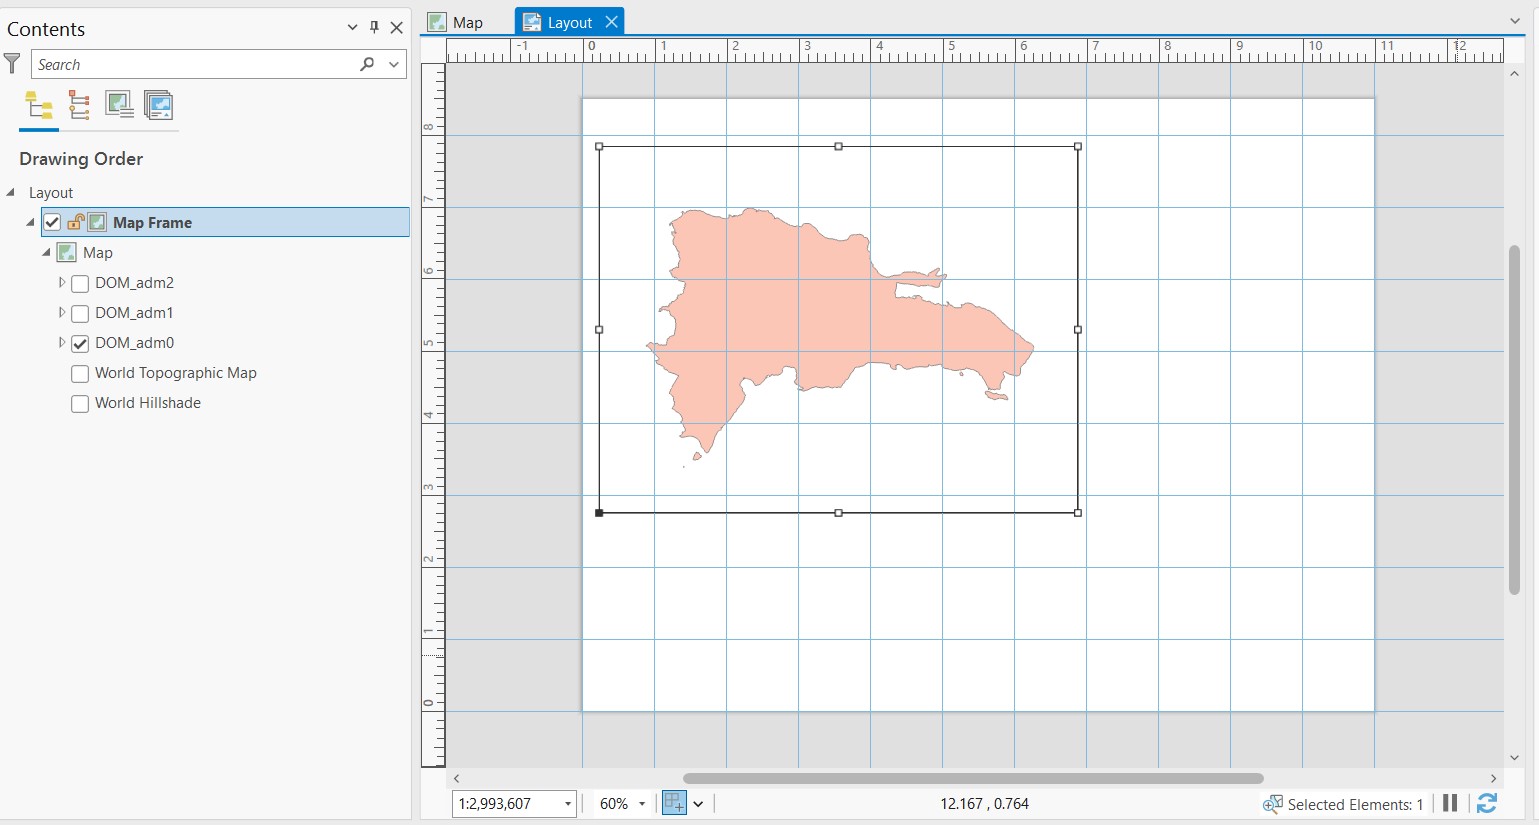 Contents
Search
Drawing Order
Layout
Map Frame
Map
DOM_adm2
DOM_adm1
DOM_adm0
World Topographic Map
World Hillshade
Map Layout
-1 0 1 2 3 4 5 6 7 8 9 10 11 12
8
7
6
5
4
3
2
1
0
1:2,993,607 60% 12.167 , 0.764 Selected Elements: 1